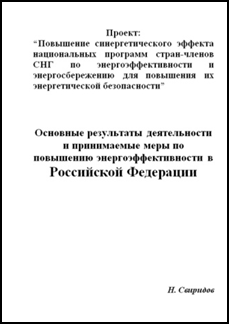 Проект:
“Повышение синергетического эффекта
национальных программ стран-членов
СНГ по энергоэффективности и
энергосбережению для повышения их
энергетической безопасности”
Основные результаты деятельности
и принимаемые меры по
повышению энергоэффективности в
Российской Федерации
Н. Свиридов